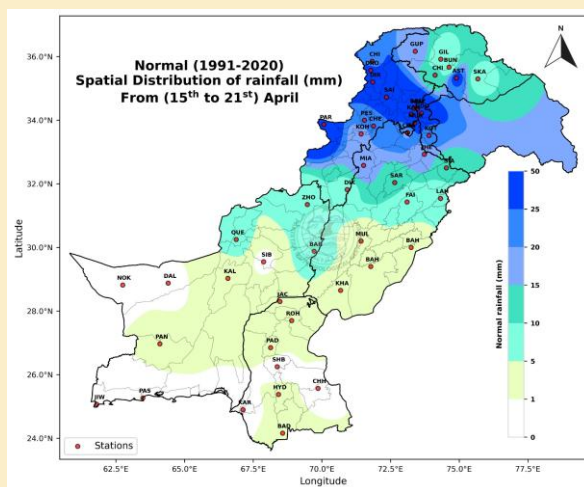 Normal (1991-2020)
Spatial Distribution of rainfall (mm)
From (15th to 21st) April
N
36.0°N
34.0°N
32.0°N
30.0°N
28.0°N
26.0°N
24.0°N
Latitude
62.5°E
65.0°E
67.5°E
70.0°E
72.5°E
75.0°E
77.5°E
Longitude
Stations
Normal rainfall (mm)
50
25
20
15
10
5
1
0
CHI
GUP
GIL
BUN
CHI
AST
SKA
SAI
PAR
PES
CHE
KOH
MIA
SAR
FAI
LAH
ZHO
QUE
BAR
MUL
BAH
BAH
SIB
NOK
DAL
KAL
KHA
JAC
ROH
PAN
PAD
SHB
CHH
HYD
JIW
PAS
KAR
BAD